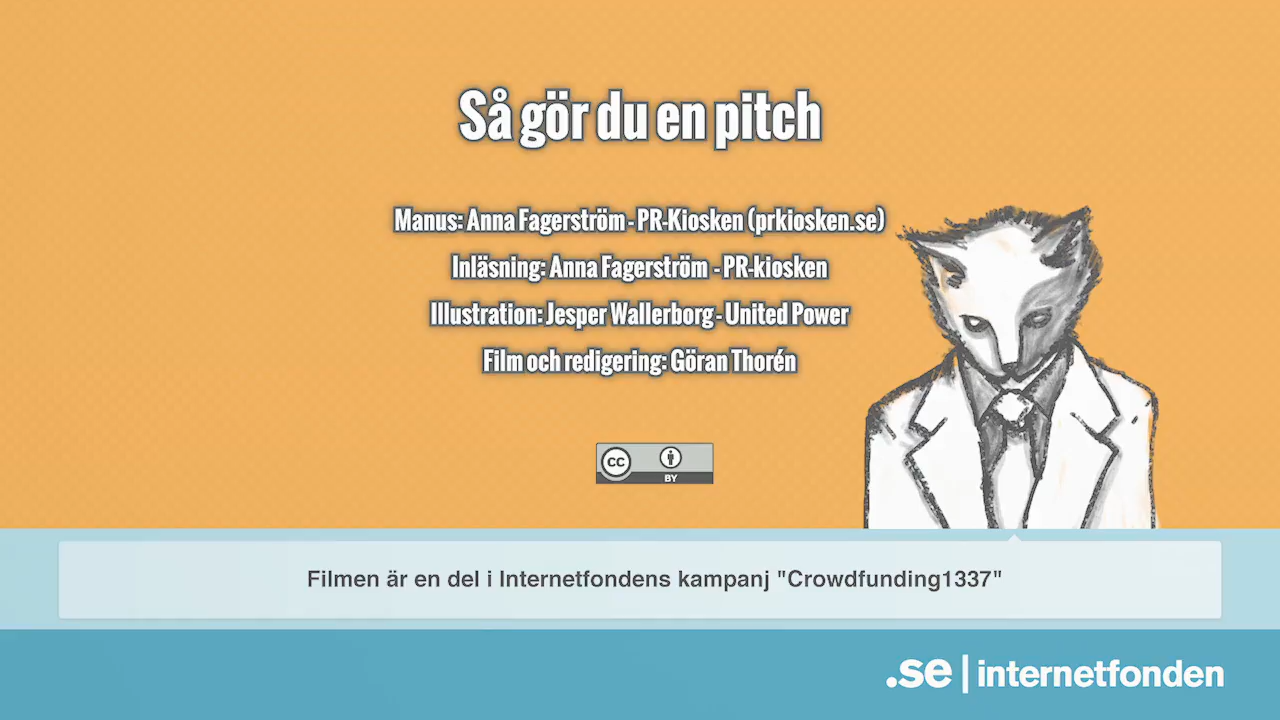 Så gör du en pitch
Manus: Anna Fagerström - PR-Kiosken (prkiosken.se)
Inläsning: Anna Fagerström - PR-kiosken
Illustration: Jesper Wallerborg - United Power
Film och redigering: Göran Thorén
CC
BY
Filmen är en del i Internetfondens kampanj "Crowdfunding1337"
.se | internetfonden